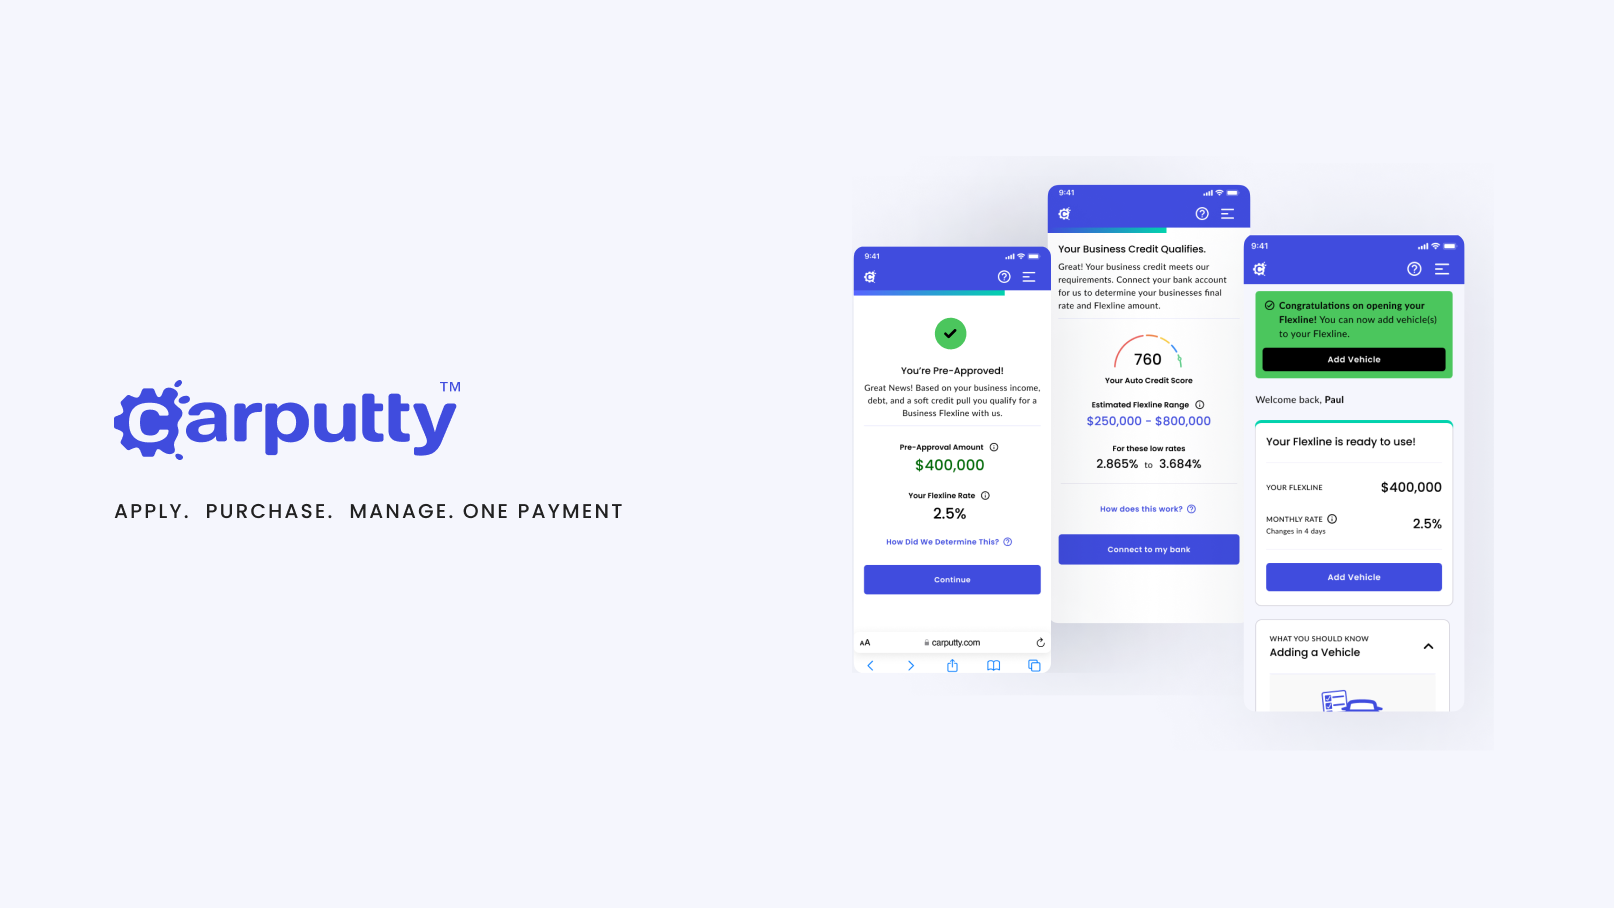 carputty™
APPLY. PURCHASE. MANAGE. ONE PAYMENT
9:41
You're Pre-Approved!
Great News! Based on your business income,
debt, and a soft credit pull you qualify for a
Business Flexline with us.
Pre-Approval Amount
$400,000
Your Flexline Rate
2.5%
How Did We Determine This?
Continue
AA
carputty.com
9:41
Your Business Credit Qualifies.
Great! Your business credit meets our
requirements. Connect your bank account
for us to determine your businesses final
rate and Flexline amount.
760
Your Auto Credit Score
Estimated Flexline Range
$250,000 - $800,000
For these low rates
2.865% to 3.684%
How does this work?
Connect to my bank
9:41
Congratulations on opening your
Flexline! You can now add vehicle(s)
to your Flexline.
Add Vehicle
Welcome back, Paul
Your Flexline is ready to use!
YOUR FLEXLINE $400,000
MONTHLY RATE 2.5%
Changes in 4 days
Add Vehicle
WHAT YOU SHOULD KNOW
Adding a Vehicle